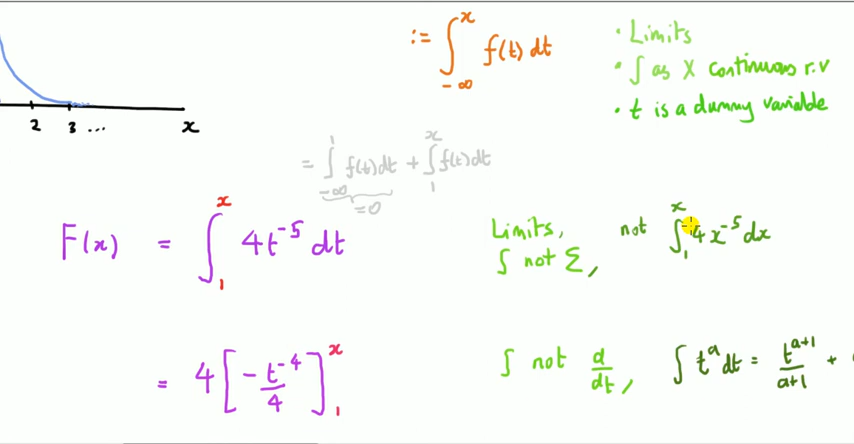 := ∫_{-∞}^{x} f(t) dt
• Limits
• ∫ as X continuous r.v
• t is a dummy variable
2 3 ... x
= ∫_{-∞}^{1} f(t)dt + ∫_{1}^{x} f(t)dt
=0
F(x) = ∫_{1}^{x} 4t^{-5} dt
Limits,
∫ not Σ,
not ∫_{1}^{x} 4x^{-5} dx
= 4[-t^{-4}/4]_{1}^{x}
∫ not d/dt, ∫ t^a dt = t^{a+1}/a+1 +